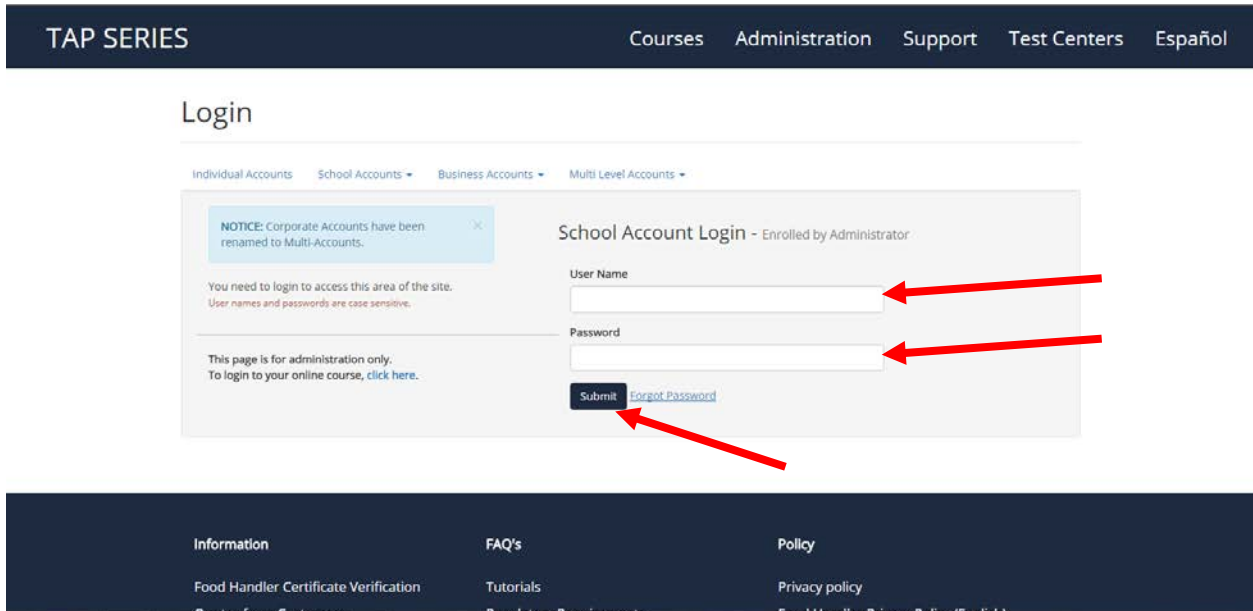 TAP SERIES
Courses Administration Support Test Centers Español
Login
Individual Accounts School Accounts Business Accounts Multi Level Accounts
NOTICE: Corporate Accounts have been
renamed to Multi-Accounts.
You need to login to access this area of the site.
User names and passwords are case sensitive.
This page is for administration only.
To login to your online course, click here.
School Account Login - Enrolled by Administrator
User Name
Password
Submit Forgot Password
Information
Food Handler Certificate Verification
FAQ's
Tutorials
Policy
Privacy policy